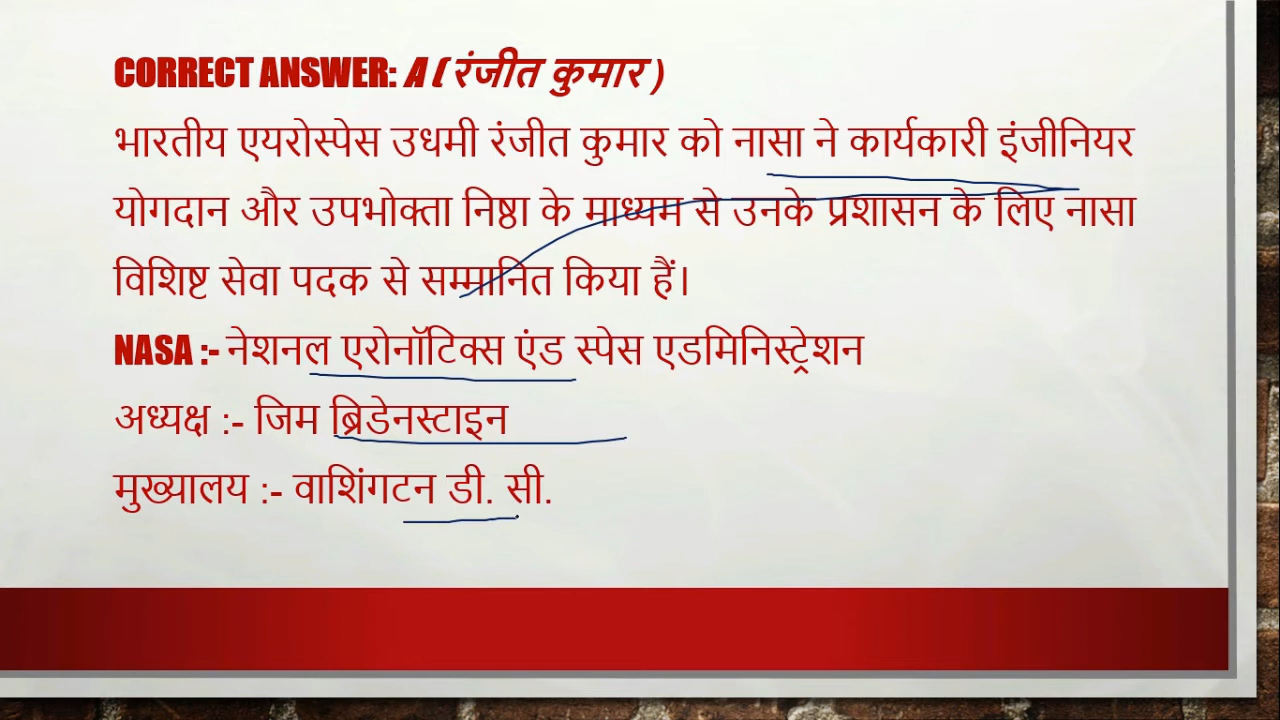 CORRECT ANSWER: A ( रंजीत कुमार )
भारतीय एयरोस्पेस उधमी रंजीत कुमार को नासा ने कार्यकारी इंजीनियर
योगदान और उपभोक्ता निष्ठा के माध्यम से उनके प्रशासन के लिए नासा
विशिष्ट सेवा पदक से सम्मानित किया हैं।
NASA :- नेशनल एरोनॉटिक्स एंड स्पेस एडमिनिस्ट्रेशन
अध्यक्ष :- जिम ब्रिडेनस्टाइन
मुख्यालय :- वाशिंगटन डी. सी.